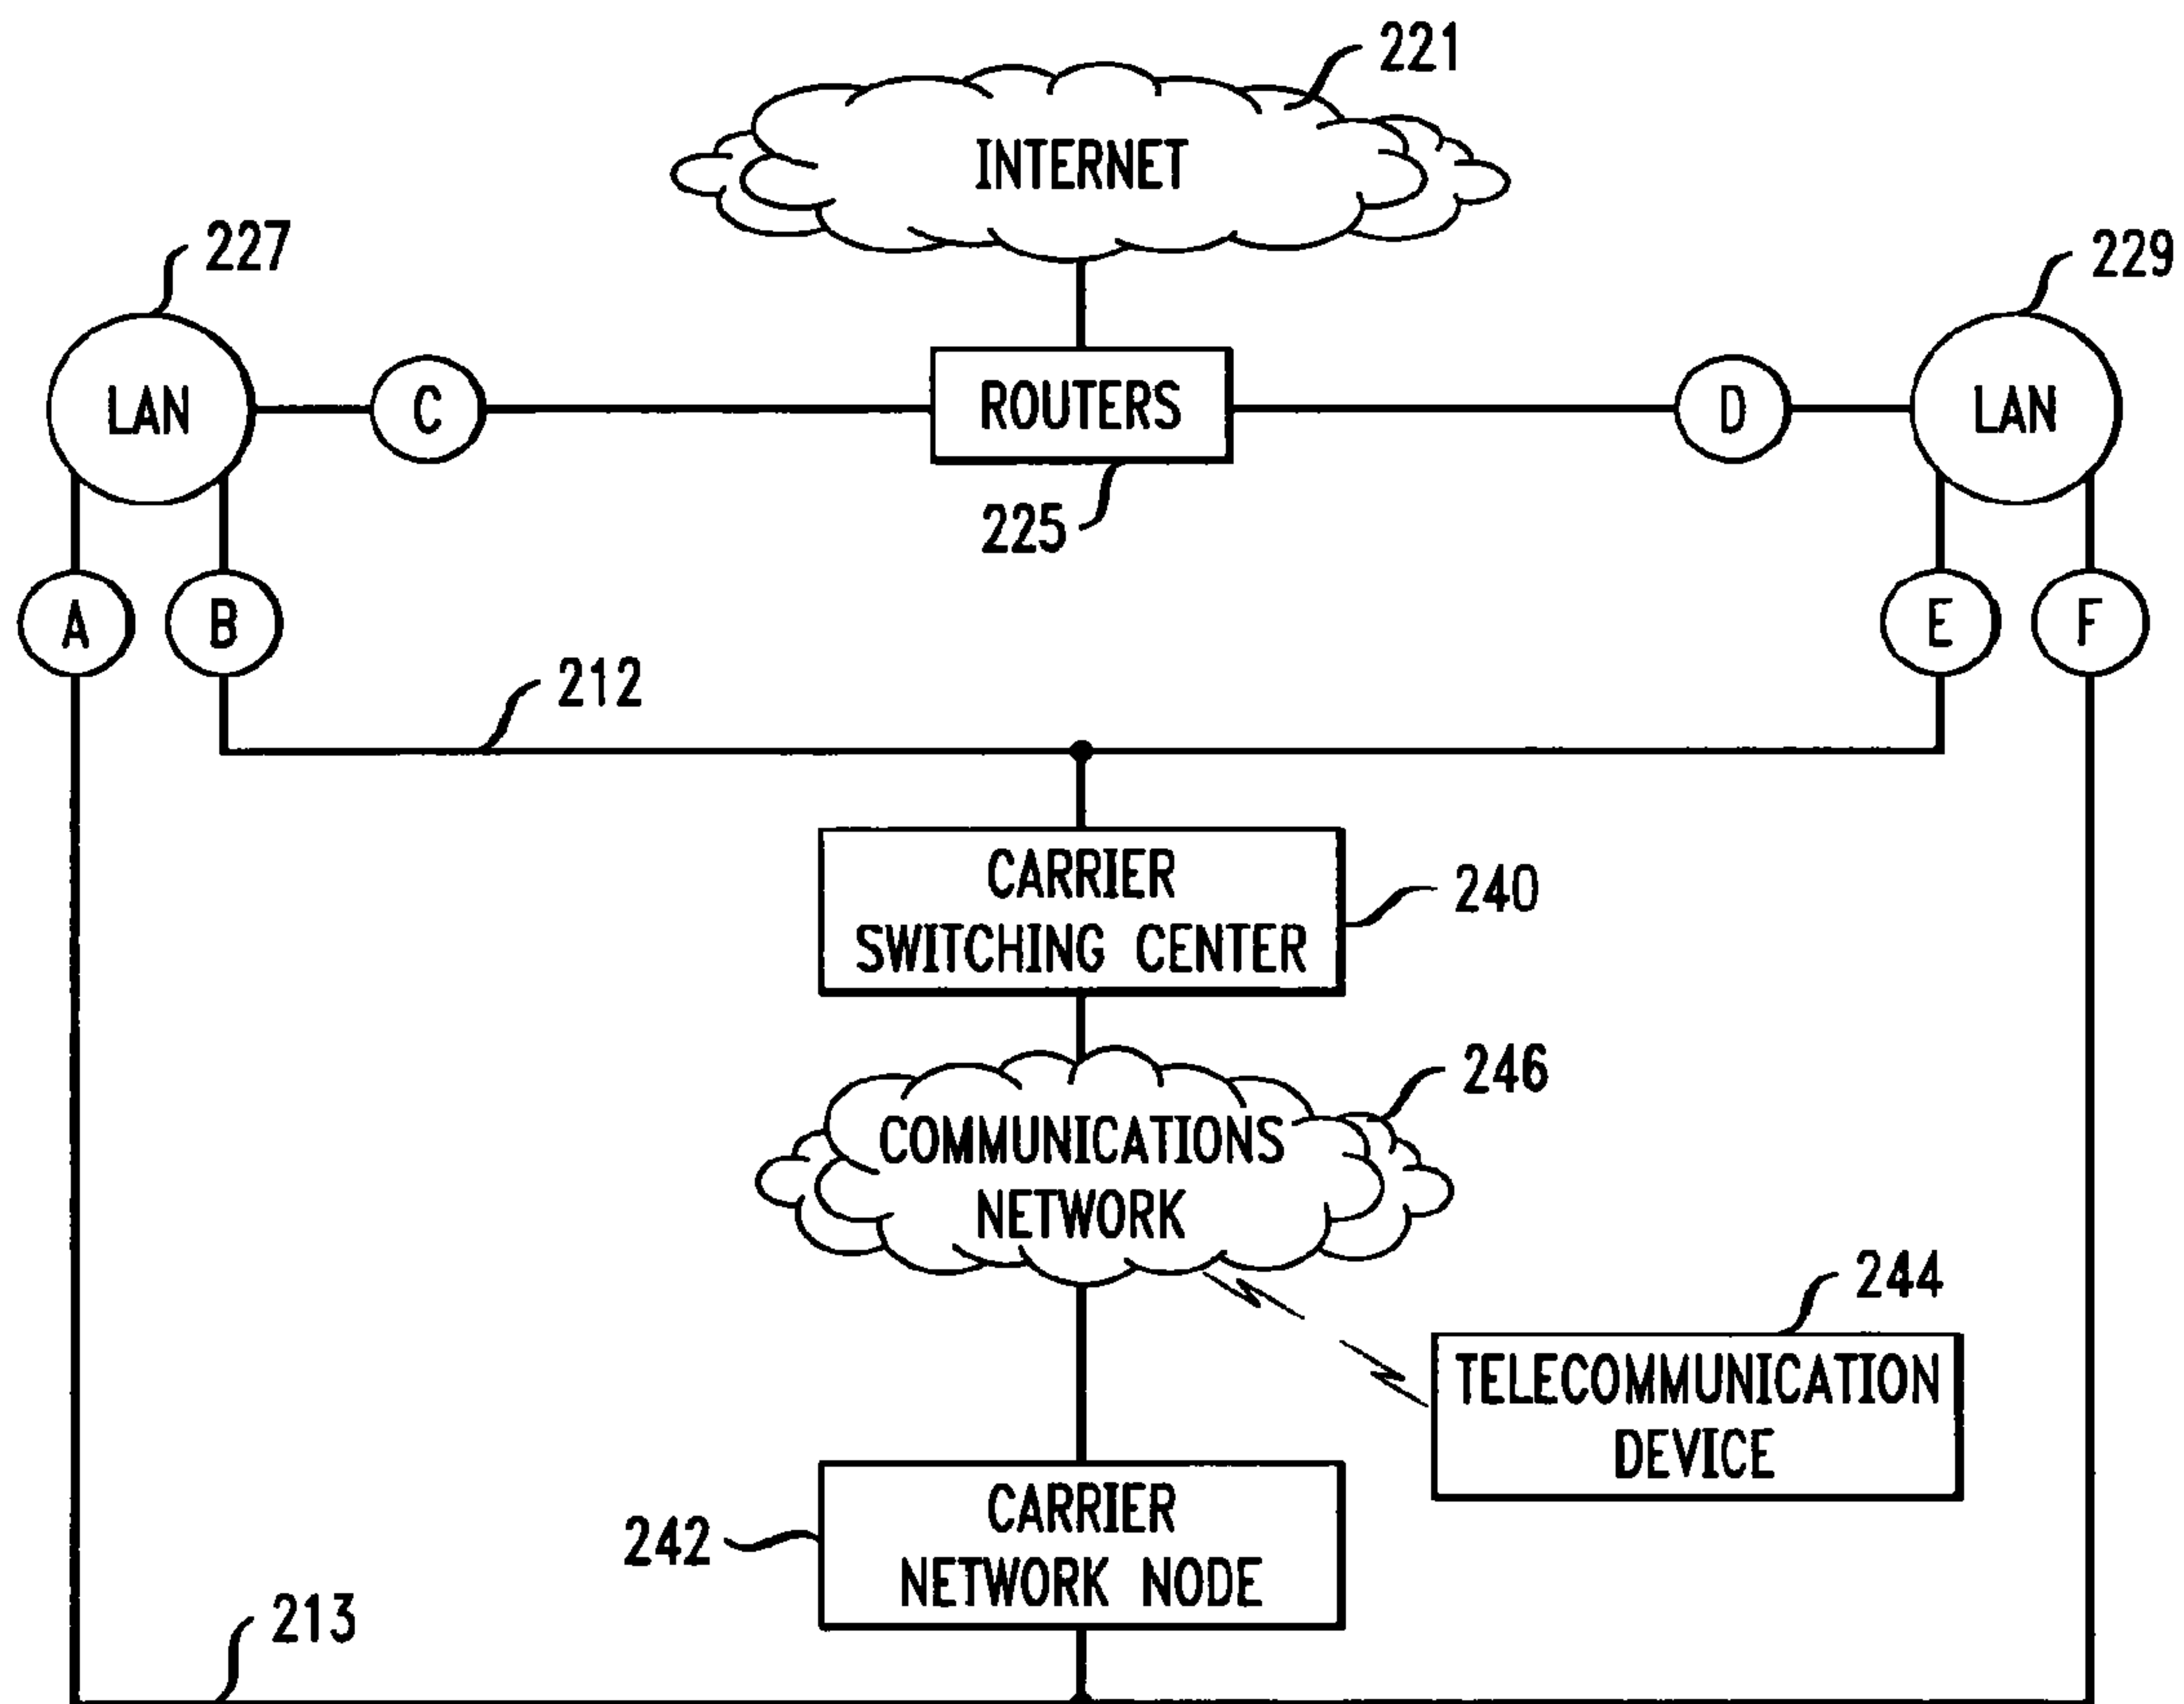 221
INTERNET
227
229
LAN
C
ROUTERS
D
LAN
225
A
B
E
F
212
CARRIER
SWITCHING CENTER
240
246
COMMUNICATIONS
NETWORK
244
TELECOMMUNICATION
DEVICE
CARRIER
NETWORK NODE
242
213